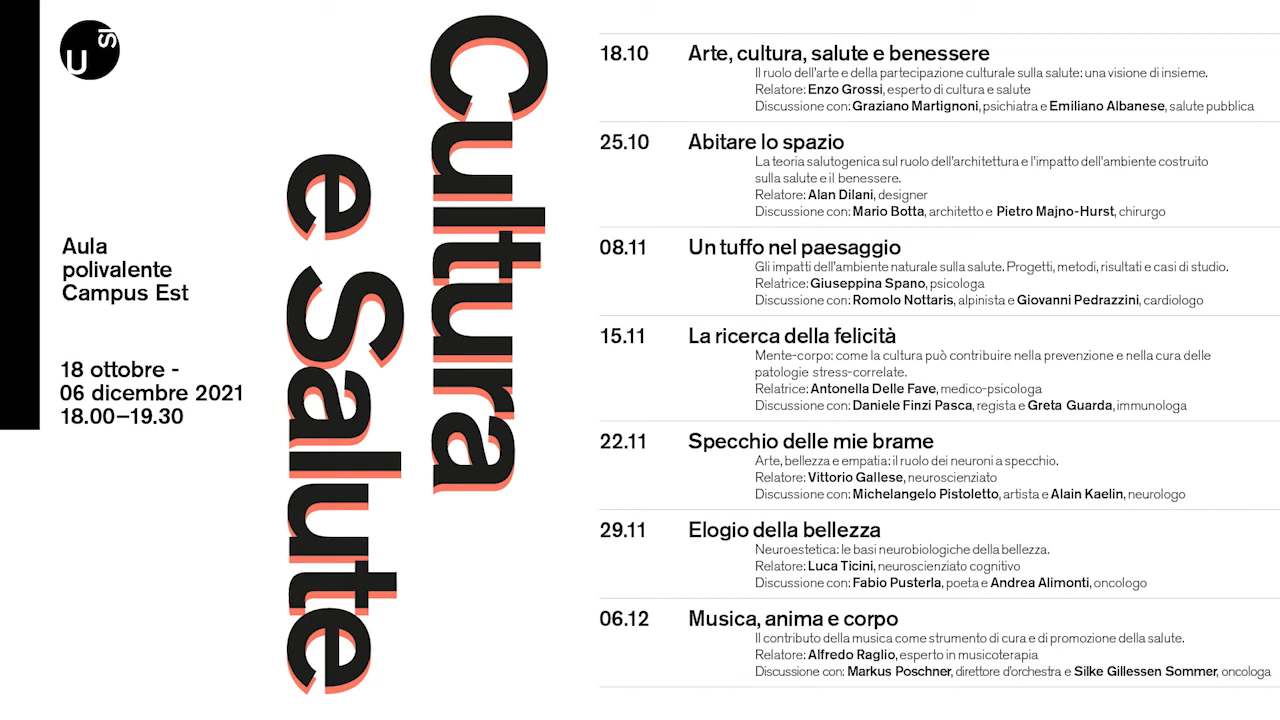 USI
Aula
polivalente
Campus Est
18 ottobre -
06 dicembre 2021
18.00–19.30
Cultura
e Salute
18.10 Arte, cultura, salute e benessere
Il ruolo dell'arte e della partecipazione culturale sulla salute: una visione di insieme.
Relatore: Enzo Grossi, esperto di cultura e salute
Discussione con: Graziano Martignoni, psichiatra e Emiliano Albanese, salute pubblica
25.10 Abitare lo spazio
La teoria salutogenica sul ruolo dell'architettura e l'impatto dell'ambiente costruito
sulla salute e il benessere.
Relatore: Alan Dilani, designer
Discussione con: Mario Botta, architetto e Pietro Majno-Hurst, chirurgo
08.11 Un tuffo nel paesaggio
Gli impatti dell'ambiente naturale sulla salute. Progetti, metodi, risultati e casi di studio.
Relatrice: Giuseppina Spano, psicologa
Discussione con: Romolo Nottaris, alpinista e Giovanni Pedrazzini, cardiologo
15.11 La ricerca della felicità
Mente-corpo: come la cultura può contribuire nella prevenzione e nella cura delle
patologie stress-correlate.
Relatrice: Antonella Delle Fave, medico-psicologa
Discussione con: Daniele Finzi Pasca, regista e Greta Guarda, immunologa
22.11 Specchio delle mie brame
Arte, bellezza e empatia: il ruolo dei neuroni a specchio.
Relatore: Vittorio Gallese, neuroscienziato
Discussione con: Michelangelo Pistoletto, artista e Alain Kaelin, neurologo
29.11 Elogio della bellezza
Neuroestetica: le basi neurobiologiche della bellezza.
Relatore: Luca Ticini, neuroscienziato cognitivo
Discussione con: Fabio Pusterla, poeta e Andrea Alimonti, oncologo
06.12 Musica, anima e corpo
Il contributo della musica come strumento di cura e di promozione della salute.
Relatore: Alfredo Raglio, esperto in musicoterapia
Discussione con: Markus Poschner, direttore d'orchestra e Silke Gillessen Sommer, oncologa